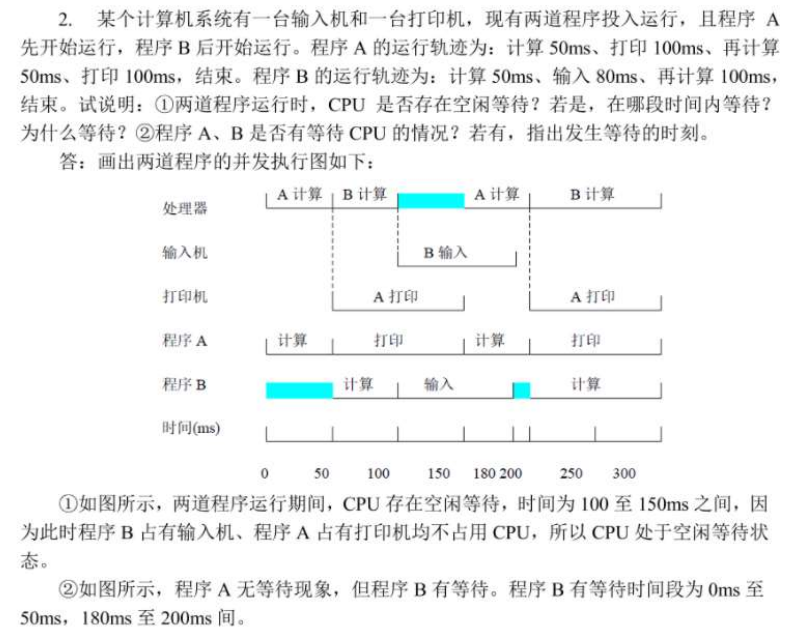 2. 某个计算机系统有一台输入机和一台打印机，现有两道程序投入运行，且程序 A
先开始运行，程序 B 后开始运行。程序 A 的运行轨迹为：计算 50ms、打印 100ms、再计算
50ms、打印 100ms，结束。程序 B 的运行轨迹为：计算 50ms、输入 80ms、再计算 100ms，
结束。试说明：①两道程序运行时，CPU 是否存在空闲等待？若是，在哪段时间内等待？
为什么等待？②程序 A、B 是否有等待 CPU 的情况？若有，指出发生等待的时刻。
答：画出两道程序的并发执行图如下：
处理器 A 计算 B 计算 A 计算 B 计算
输入机 B 输入
打印机 A 打印 A 打印
程序 A 计算 打印 计算 打印
程序 B 计算 输入 计算
时间(ms)
0 50 100 150 180 200 250 300
①如图所示，两道程序运行期间，CPU 存在空闲等待，时间为 100 至 150ms 之间，因
为此时程序 B 占有输入机、程序 A 占有打印机均不占用 CPU，所以 CPU 处于空闲等待状
态。
②如图所示，程序 A 无等待现象，但程序 B 有等待。程序 B 有等待时间段为 0ms 至
50ms，180ms 至 200ms 间。